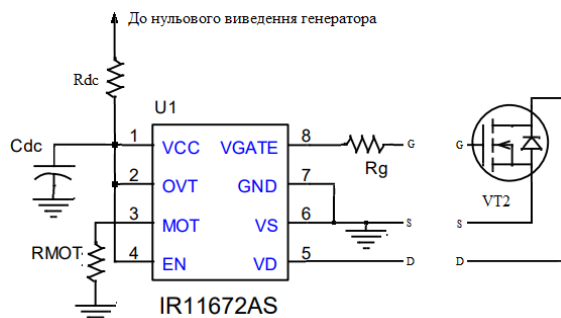 До нульового виведення генератора
Rdc
U1
Cdc
1 VCC VGATE 8
Rg
G
G
2 OVT GND 7
VT2
3 MOT VS 6
S
S
RMOT
4 EN VD 5
D
D
IR11672AS